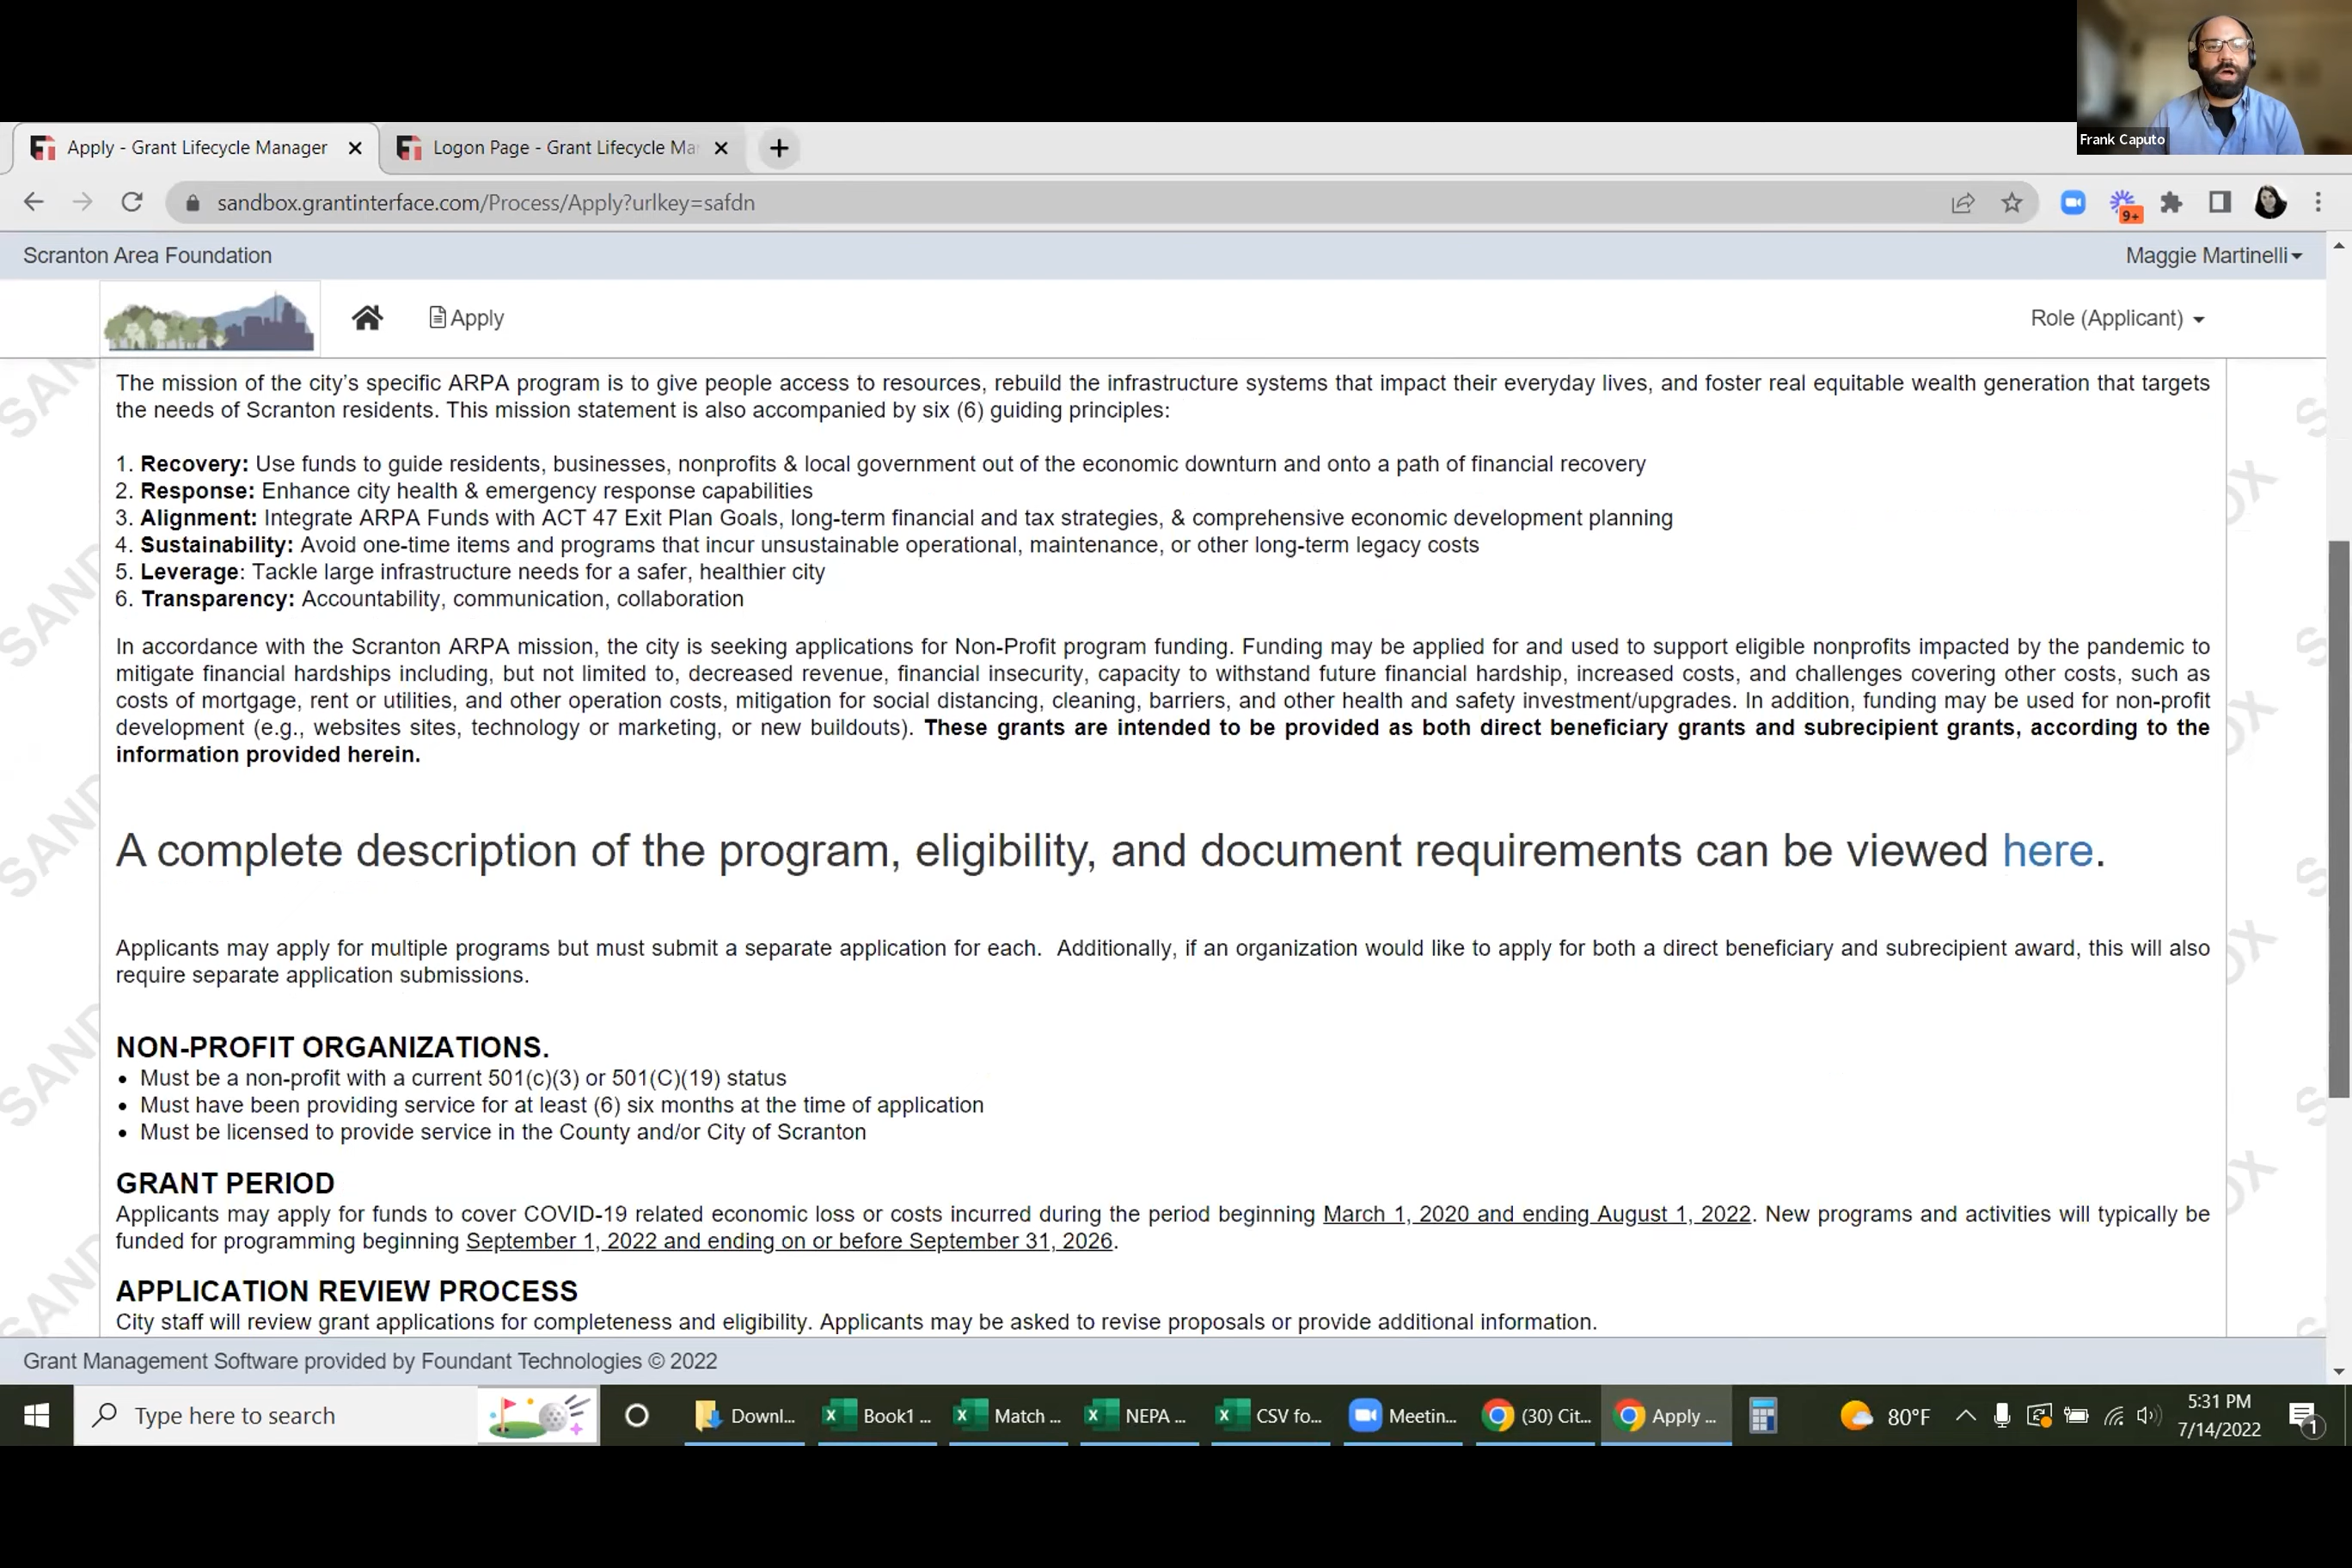 Frank Caputo
Apply - Grant Lifecycle Manager
Logon Page - Grant Lifecycle Ma
sandbox.grantinterface.com/Process/Apply?urlkey=safdn
9+
Scranton Area Foundation
Maggie Martinelli
Apply
Role (Applicant)
The mission of the city's specific ARPA program is to give people access to resources, rebuild the infrastructure systems that impact their everyday lives, and foster real equitable wealth generation that targets
the needs of Scranton residents. This mission statement is also accompanied by six (6) guiding principles:
1. Recovery: Use funds to guide residents, businesses, nonprofits & local government out of the economic downturn and onto a path of financial recovery
2. Response: Enhance city health & emergency response capabilities
3. Alignment: Integrate ARPA Funds with ACT 47 Exit Plan Goals, long-term financial and tax strategies, & comprehensive economic development planning
4. Sustainability: Avoid one-time items and programs that incur unsustainable operational, maintenance, or other long-term legacy costs
5. Leverage: Tackle large infrastructure needs for a safer, healthier city
6. Transparency: Accountability, communication, collaboration
In accordance with the Scranton ARPA mission, the city is seeking applications for Non-Profit program funding. Funding may be applied for and used to support eligible nonprofits impacted by the pandemic to
mitigate financial hardships including, but not limited to, decreased revenue, financial insecurity, capacity to withstand future financial hardship, increased costs, and challenges covering other costs, such as
costs of mortgage, rent or utilities, and other operation costs, mitigation for social distancing, cleaning, barriers, and other health and safety investment/upgrades. In addition, funding may be used for non-profit
development (e.g., websites sites, technology or marketing, or new buildouts). These grants are intended to be provided as both direct beneficiary grants and subrecipient grants, according to the
information provided herein.
A complete description of the program, eligibility, and document requirements can be viewed here.
Applicants may apply for multiple programs but must submit a separate application for each. Additionally, if an organization would like to apply for both a direct beneficiary and subrecipient award, this will also
require separate application submissions.
NON-PROFIT ORGANIZATIONS.
• Must be a non-profit with a current 501(c)(3) or 501(C)(19) status
• Must have been providing service for at least (6) six months at the time of application
• Must be licensed to provide service in the County and/or City of Scranton
GRANT PERIOD
Applicants may apply for funds to cover COVID-19 related economic loss or costs incurred during the period beginning March 1, 2020 and ending August 1, 2022. New programs and activities will typically be
funded for programming beginning September 1, 2022 and ending on or before September 31, 2026.
APPLICATION REVIEW PROCESS
City staff will review grant applications for completeness and eligibility. Applicants may be asked to revise proposals or provide additional information.
Grant Management Software provided by Foundant Technologies © 2022
Type here to search
Downl...
Book1 ...
Match ...
NEPA ...
CSV fo...
Meetin...
(30) Cit...
Apply ...
80°F
5:31 PM
7/14/2022
1